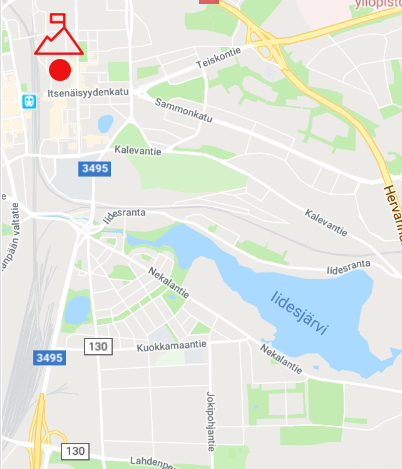 yliopisto
Teiskontie
Itsenäisyydenkatu
Sammonkatu
Kalevantie
3495
Hervannan
Iidesranta
Kalevantie
npään valtatie
Iidesranta
Nekalantie
Iidesjärvi
130
Kuokkamaantie
3495
Nekalantie
Jokipohjantie
130
Lahdenpe